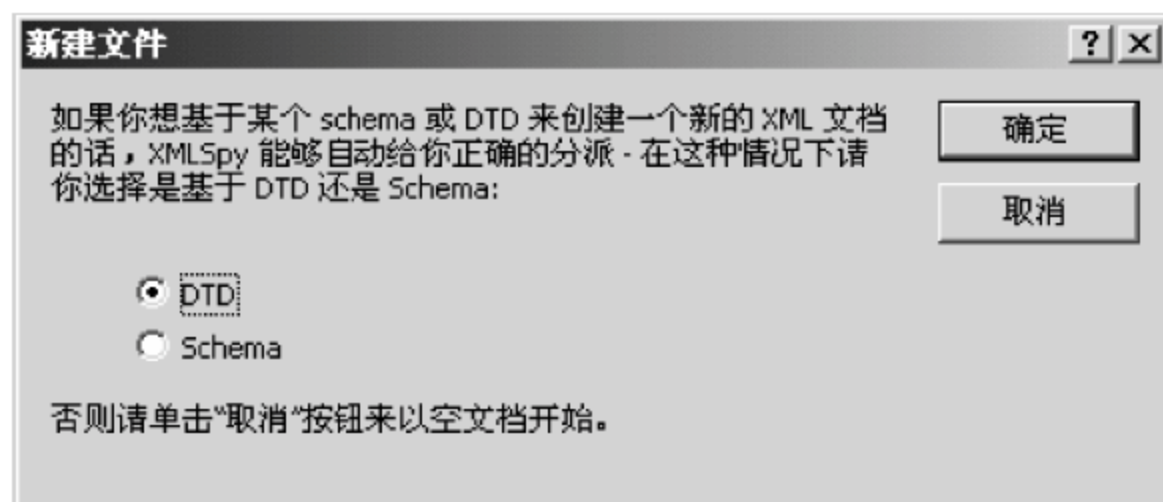 新建文件
如果你想基于某个 schema 或 DTD 来创建一个新的 XML 文档
的话，XMLSpy 能够自动给你正确的分派 - 在这种情况下请
你选择是基于 DTD 还是 Schema:
确定
取消
DTD
Schema
否则请单击“取消”按钮来以空文档开始。